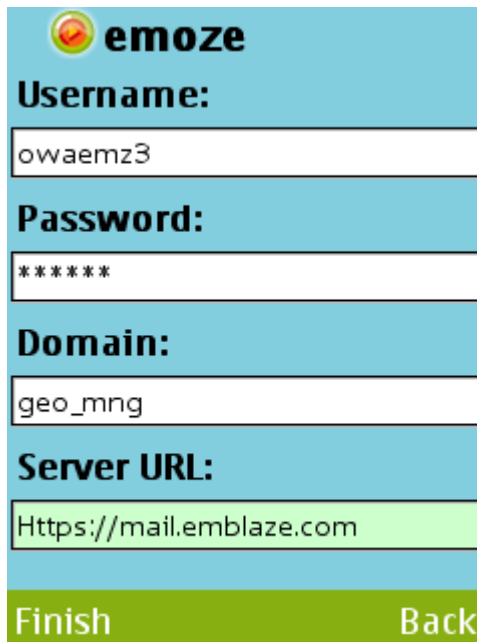 emoze
Username:
owaemz3
Password:
******
Domain:
geo_mng
Server URL:
Https://mail.emblaze.com
Finish Back